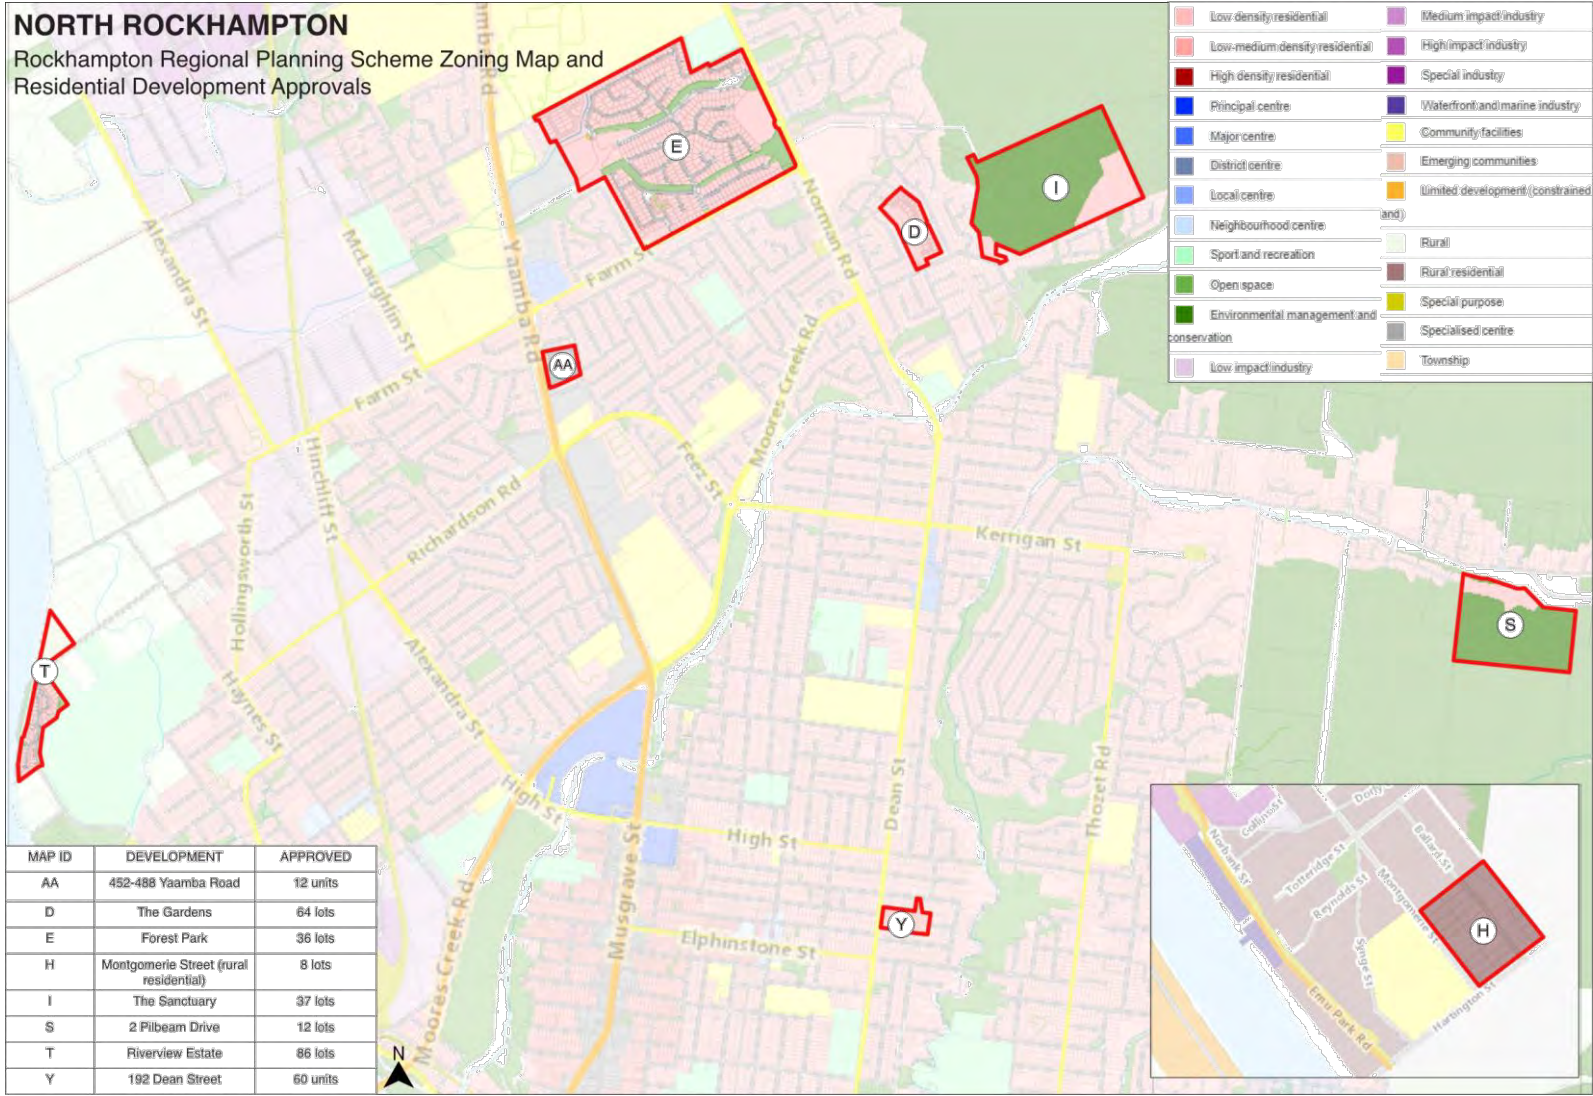 NORTH ROCKHAMPTON
Rockhampton Regional Planning Scheme Zoning Map and
Residential Development Approvals
Low density residential
Low-medium density residential
High density residential
Principal centre
Major centre
District centre
Local centre
Neighbourhood centre
Sport and recreation
Open space
Environmental management and
conservation
Low impact industry
Medium impact industry
High impact industry
Special industry
Waterfront and marine industry
Community facilities
Emerging communities
Limited development (constrained
and)
Rural
Rural residential
Special purpose
Specialised centre
Township
E
I
D
AA
S
T
Y
H
Yaamba Rd
Norman Rd
Farm St
Alexandra St
McLaughlin St
Farm St
Hinchliff St
Hollingsworth St
Richardson Rd
Feez St
Moores Creek Rd
Kerrigan St
Haynes St
Alexandra St
High St
High St
Dean St
Thozet Rd
Musgrave St
Elphinstone St
Moores Creek Rd
N
Norbank St
Collins St
Totteridge St
Reynolds St
Ballard St
Montgomerie St
Synge St
Emu Park Rd
Hartington St
MAP ID DEVELOPMENT APPROVED
AA 452-488 Yaamba Road 12 units
D The Gardens 64 lots
E Forest Park 36 lots
H Montgomerie Street (rural 8 lots
residential)
I The Sanctuary 37 lots
S 2 Pilbeam Drive 12 lots
T Riverview Estate 86 lots
Y 192 Dean Street 60 units